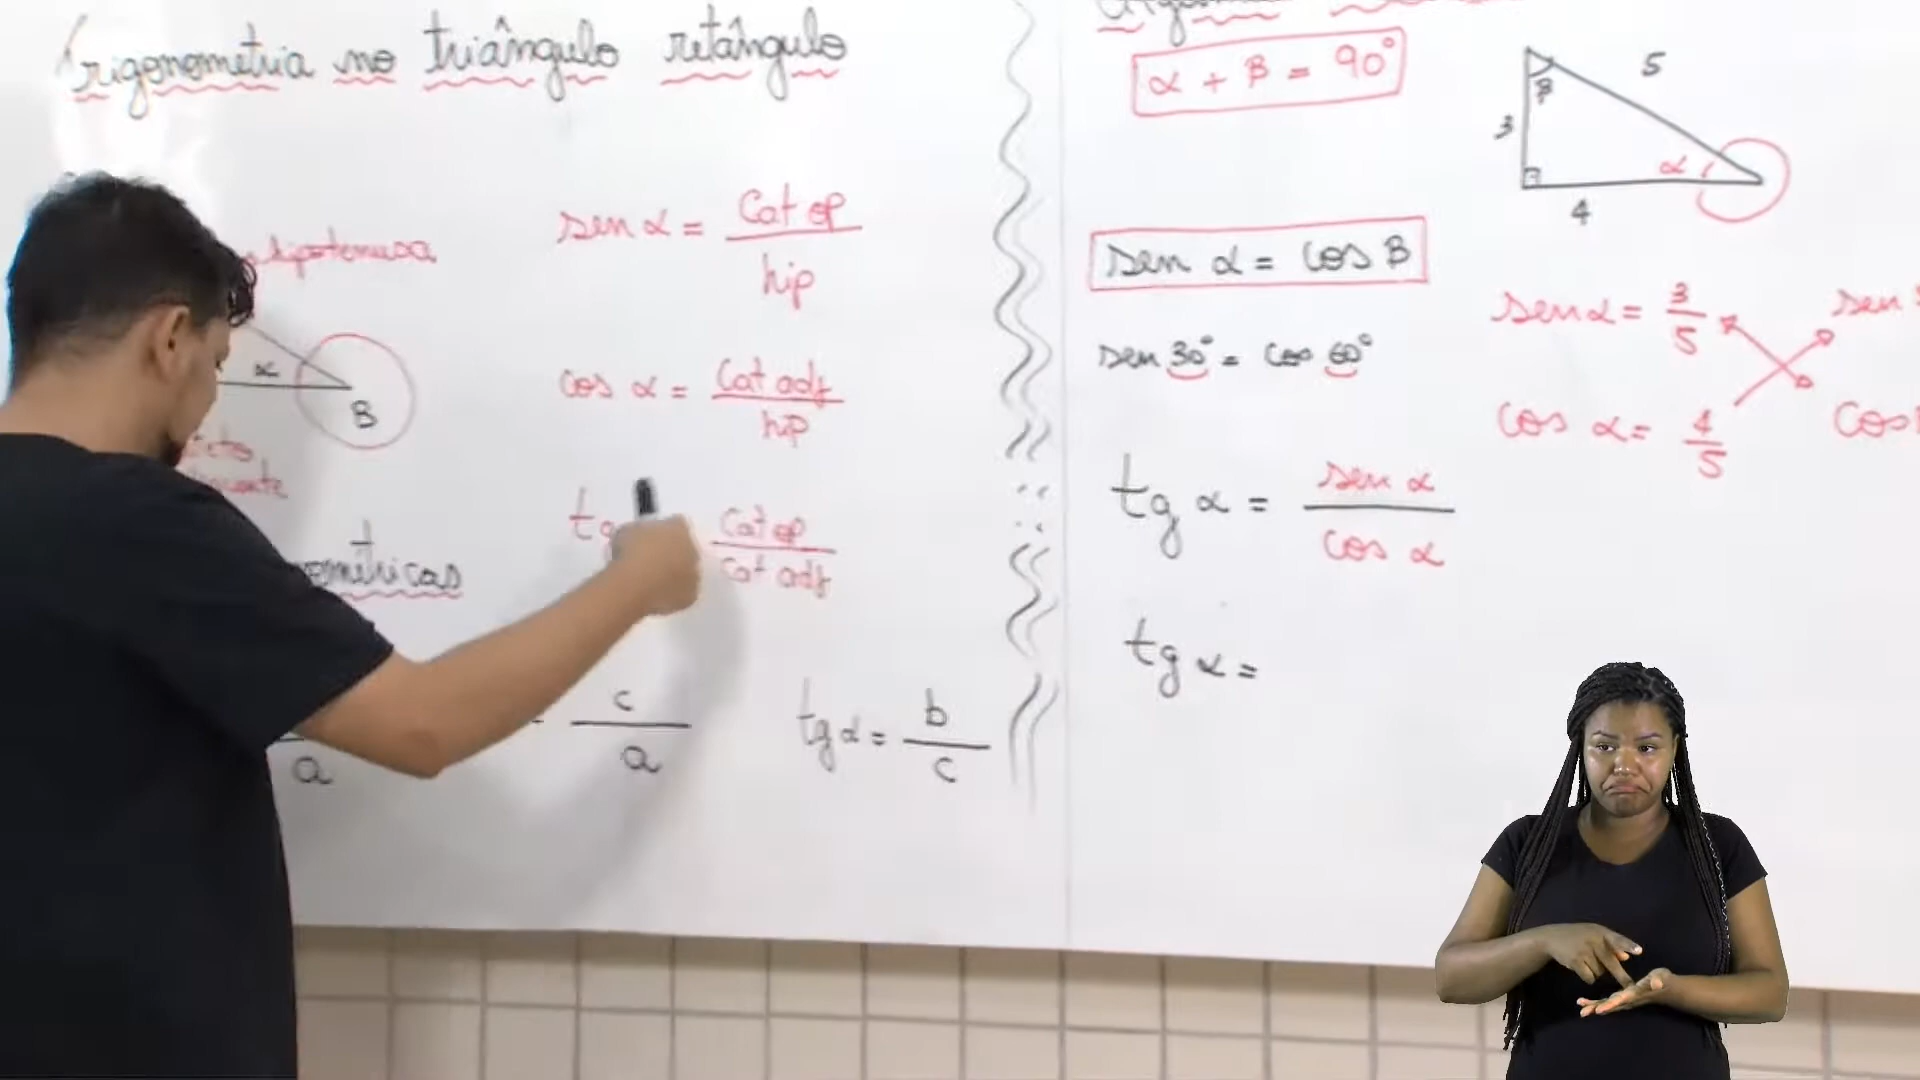 Trigonometria no triângulo retângulo
hipotenusa
α
B
sen α = Cat op / hip
cos α = Cat adj / hip
tg Cat op / Cat adj
a
c / a
tg α = b / c
α + β = 90°
5
β
3
α
4
sen α = cos B
sen 30° = cos 60°
tg α = sen α / cos α
tg α =
sen α = 3/5
sen
cos α = 4/5
cos